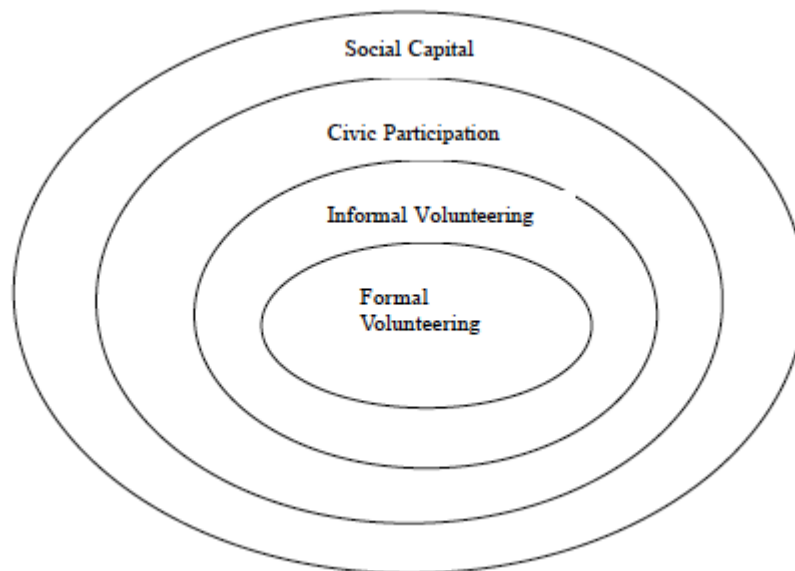 Social Capital
Civic Participation
Informal Volunteering
Formal
Volunteering